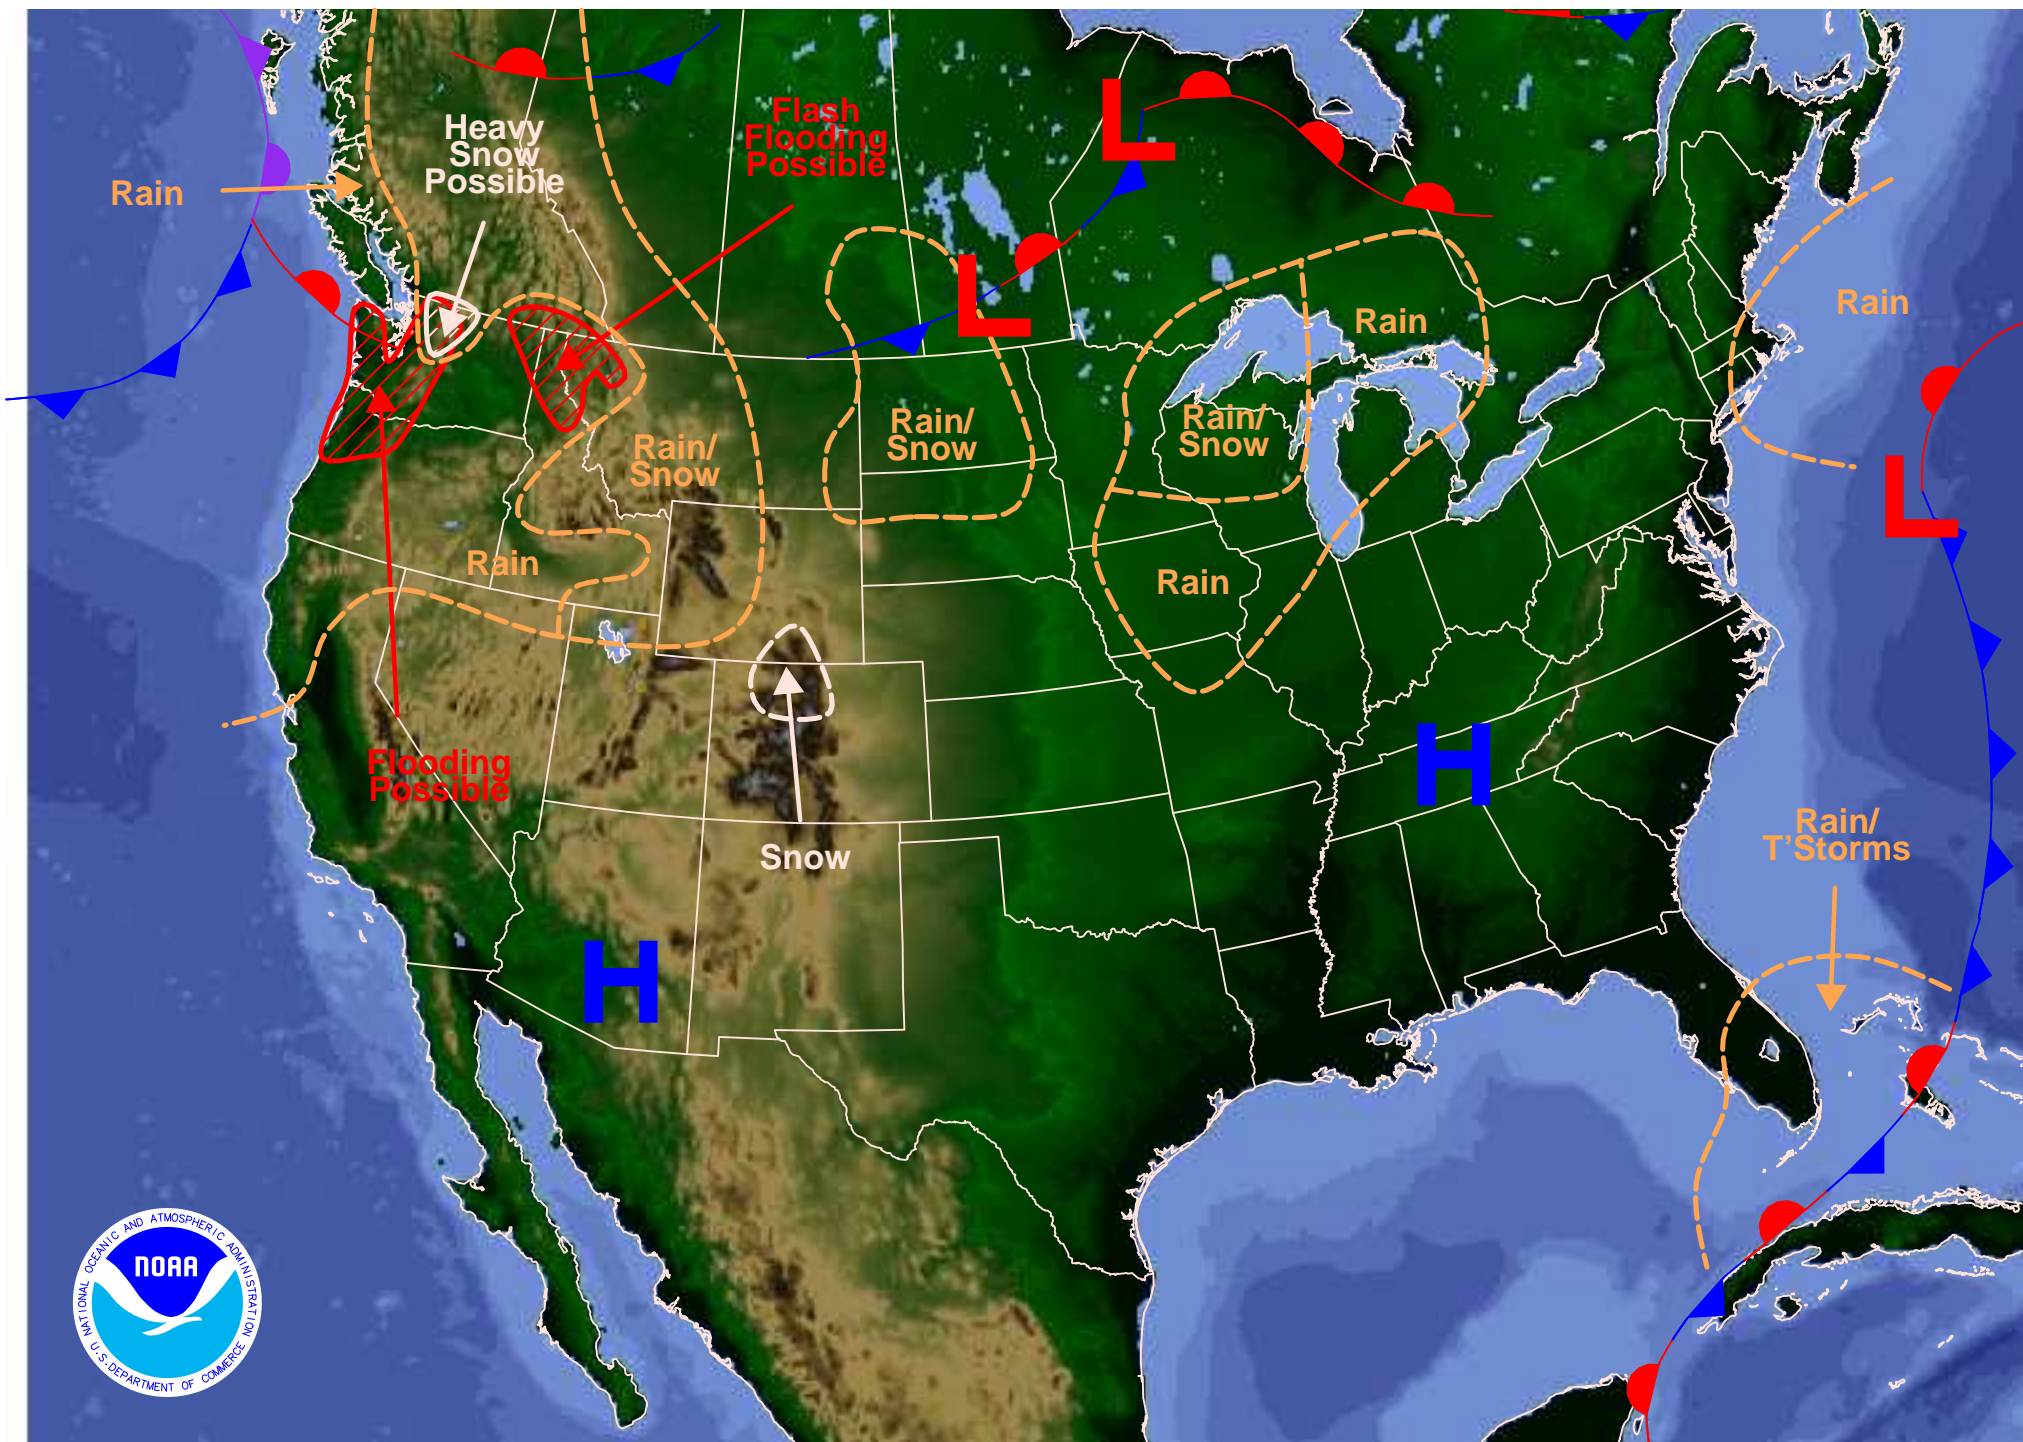 Heavy
Snow
Possible
Flash
Flooding
Possible
L
Rain
L
Rain
Rain
Rain/
Snow
Rain/
Snow
Rain/
Snow
L
Rain
Rain
H
Flooding
Possible
Rain/
T'Storms
Snow
H
NATIONAL OCEANIC AND ATMOSPHERIC ADMINISTRATION
NOAA
U.S. DEPARTMENT OF COMMERCE